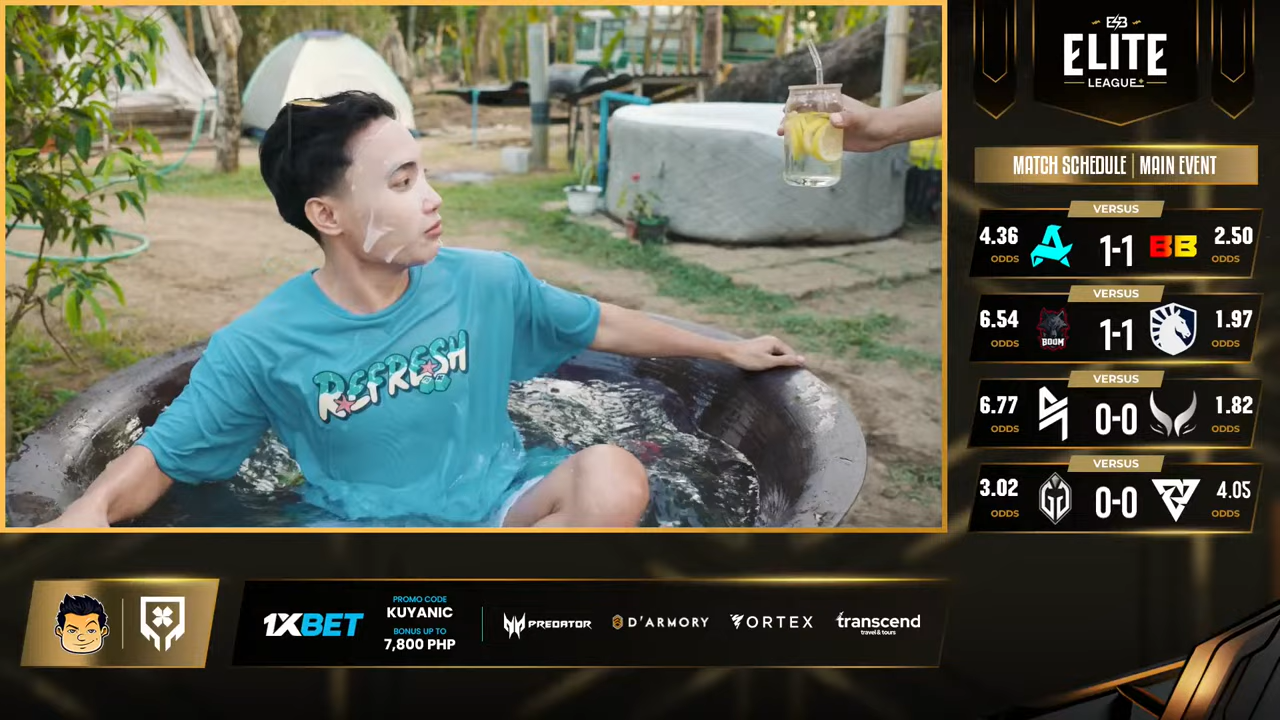 REFRESH
ESB
ELITE
LEAGUE
MATCH SCHEDULE | MAIN EVENT
VERSUS
4.36 ODDS 1-1 BB 2.50 ODDS
VERSUS
6.54 ODDS BOOM 1-1 1.97 ODDS
VERSUS
6.77 ODDS 0-0 1.82 ODDS
VERSUS
3.02 ODDS GG 0-0 4.05 ODDS
1XBET
PROMO CODE
KUYANIC
BONUS UP TO
7,800 PHP
PREDATOR
D'ARMORY
VORTEX
transcend
travel & tours